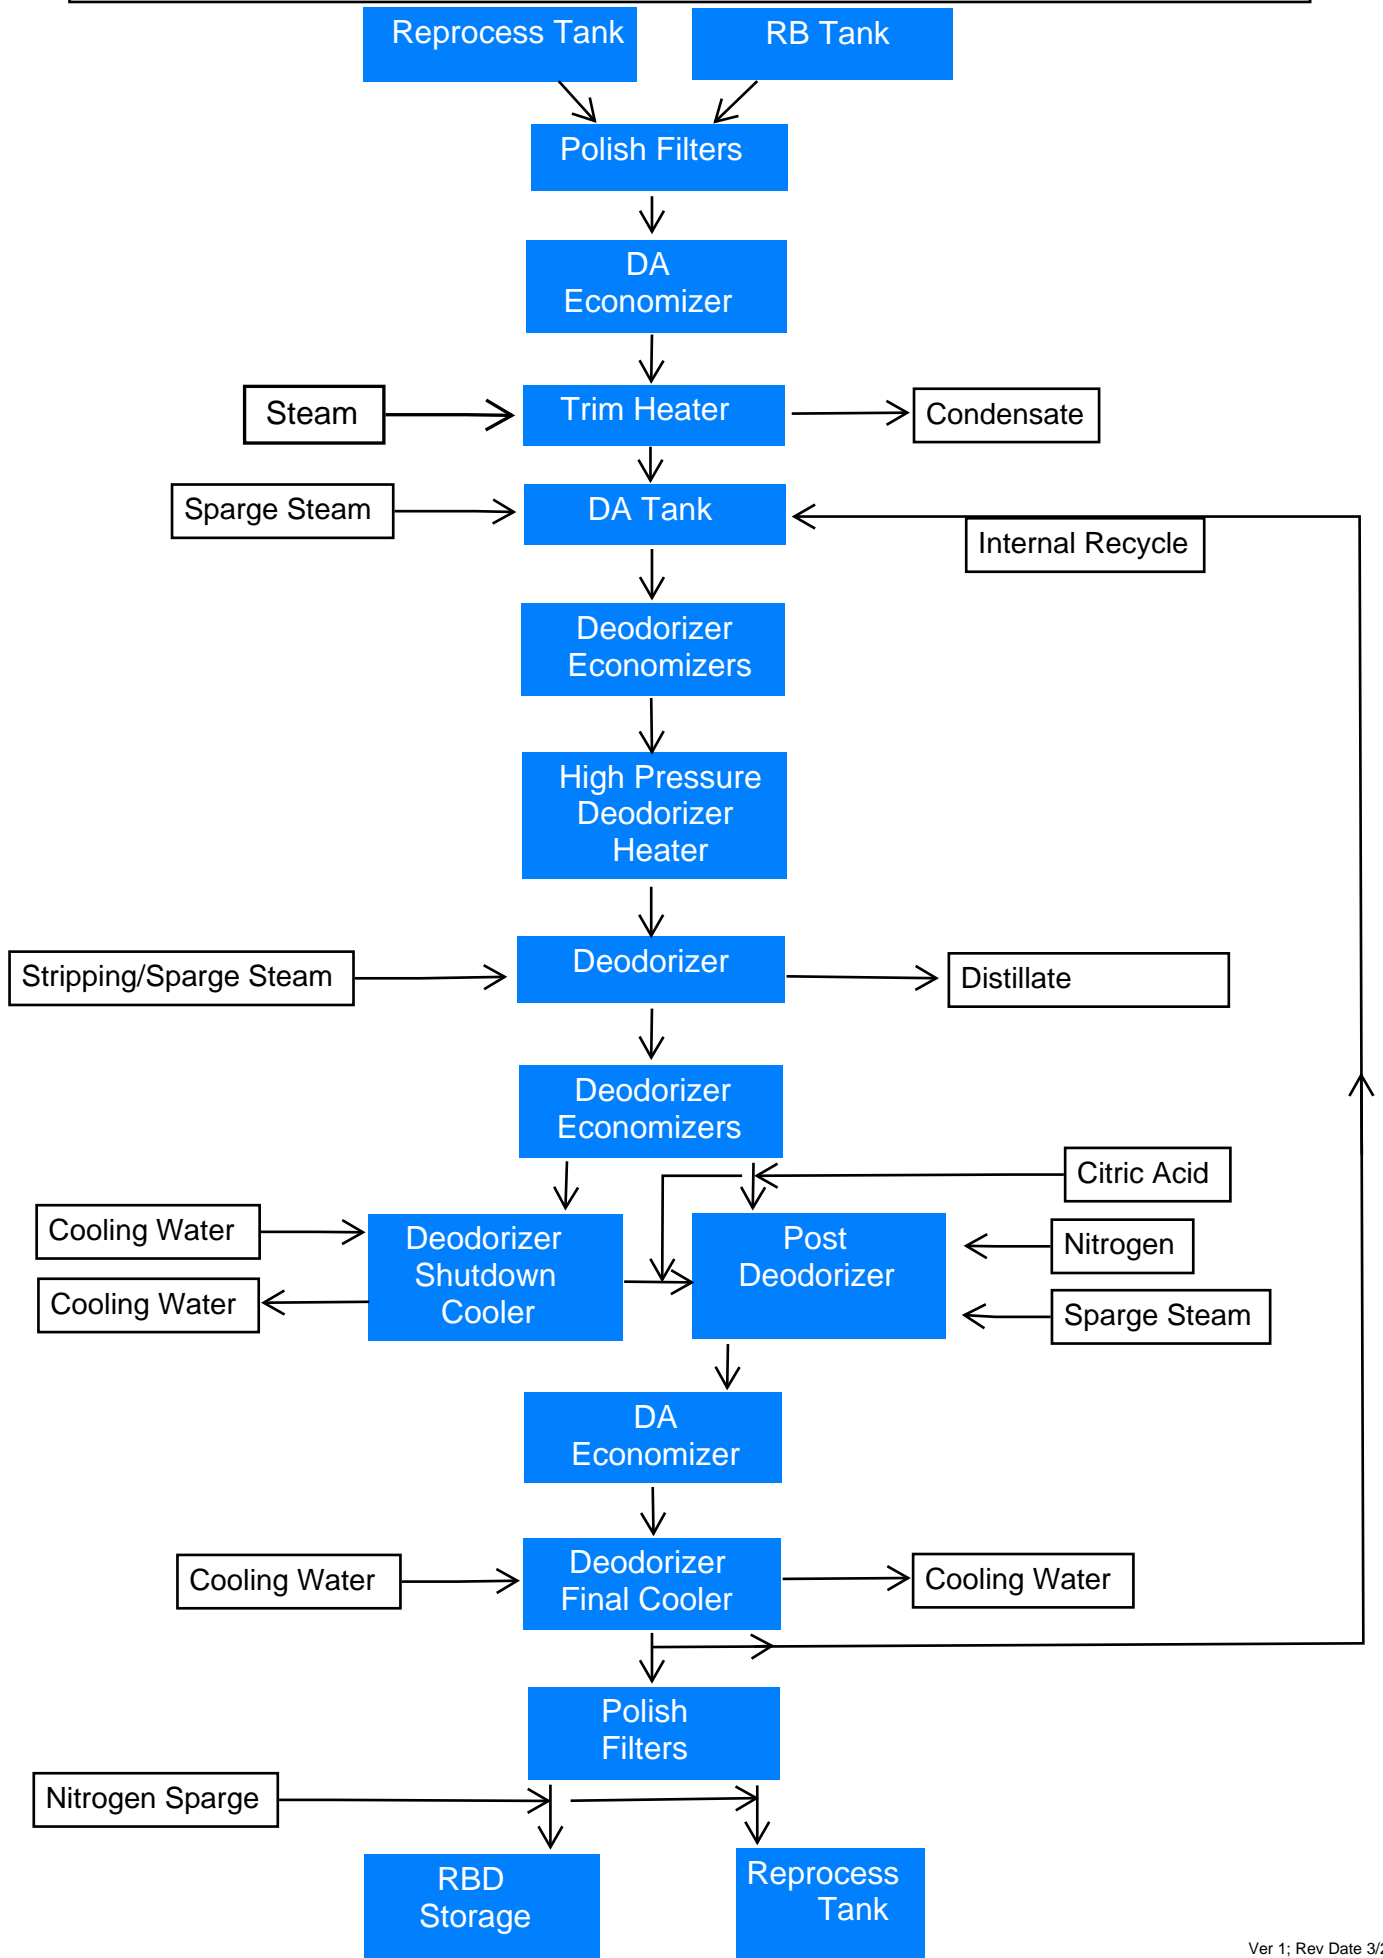 Reprocess Tank
RB Tank
Polish Filters
DA
Economizer
Steam
Trim Heater
Condensate
Sparge Steam
DA Tank
Internal Recycle
Deodorizer
Economizers
High Pressure
Deodorizer
Heater
Stripping/Sparge Steam
Deodorizer
Distillate
Deodorizer
Economizers
Citric Acid
Cooling Water
Cooling Water
Deodorizer
Shutdown
Cooler
Post
Deodorizer
Nitrogen
Sparge Steam
DA
Economizer
Cooling Water
Deodorizer
Final Cooler
Cooling Water
Polish
Filters
Nitrogen Sparge
RBD
Storage
Reprocess
Tank
Ver 1; Rev Date 3/